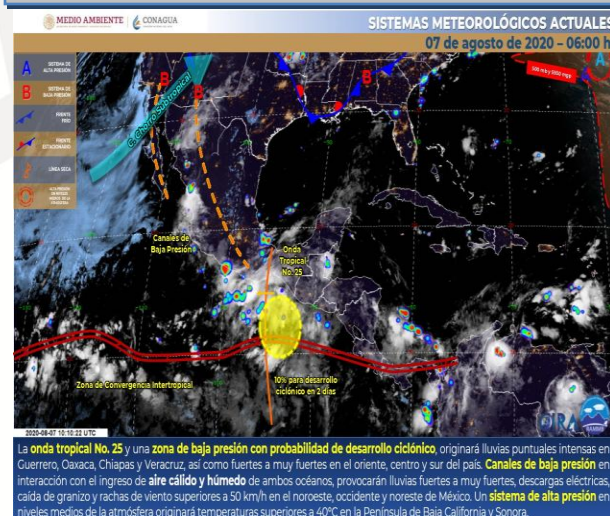 MEDIO AMBIENTE
CONAGUA
SISTEMAS METEOROLÓGICOS ACTUALES
07 de agosto de 2020 – 06:00 h
A SISTEMA DE
ALTA PRESIÓN
B SISTEMA DE
BAJA PRESIÓN
FRENTE
FRÍO
FRENTE
ESTACIONARIO
LINEA SECA
B
B
B
A
C. Chorro Subtropical
Canales de
Baja Presión
Onda
Tropical
No. 25
Zona de Convergencia Intertropical
10% para desarrollo
ciclónico en 2 días
2020-08-07 10:10:22 UTC
La onda tropical No. 25 y una zona de baja presión con probabilidad de desarrollo ciclónico, originará lluvias puntuales intensas en
Guerrero, Oaxaca, Chiapas y Veracruz, así como fuertes a muy fuertes en el oriente, centro y sur del país. Canales de baja presión en
interacción con el ingreso de aire cálido y húmedo de ambos océanos, provocarán lluvias fuertes a muy fuertes, descargas eléctricas,
caída de granizo y rachas de viento superiores a 50 km/h en el noroeste, occidente y noreste de México. Un sistema de alta presión en
niveles medios de la atmósfera originará temperaturas superiores a 40°C en la Península de Baja California y Sonora.